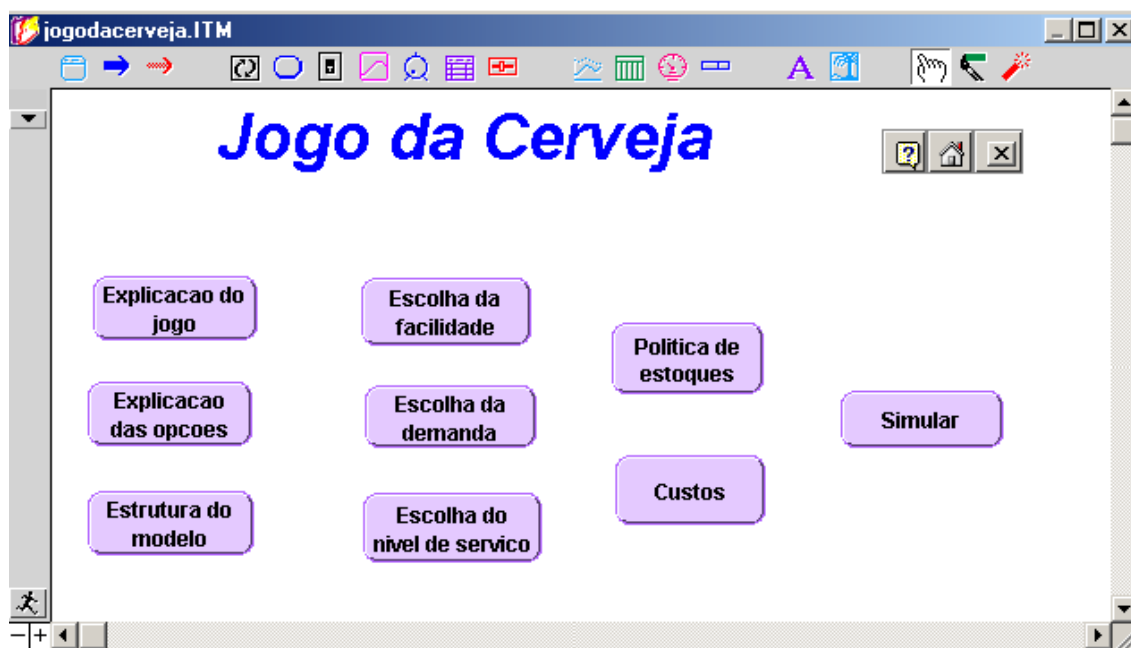 jogodacerveja.ITM
A
Jogo da Cerveja
?
Explicacao do
jogo
Explicacao
das opcoes
Estrutura do
modelo
Escolha da
facilidade
Escolha da
demanda
Escolha do
nivel de servico
Politica de
estoques
Custos
Simular